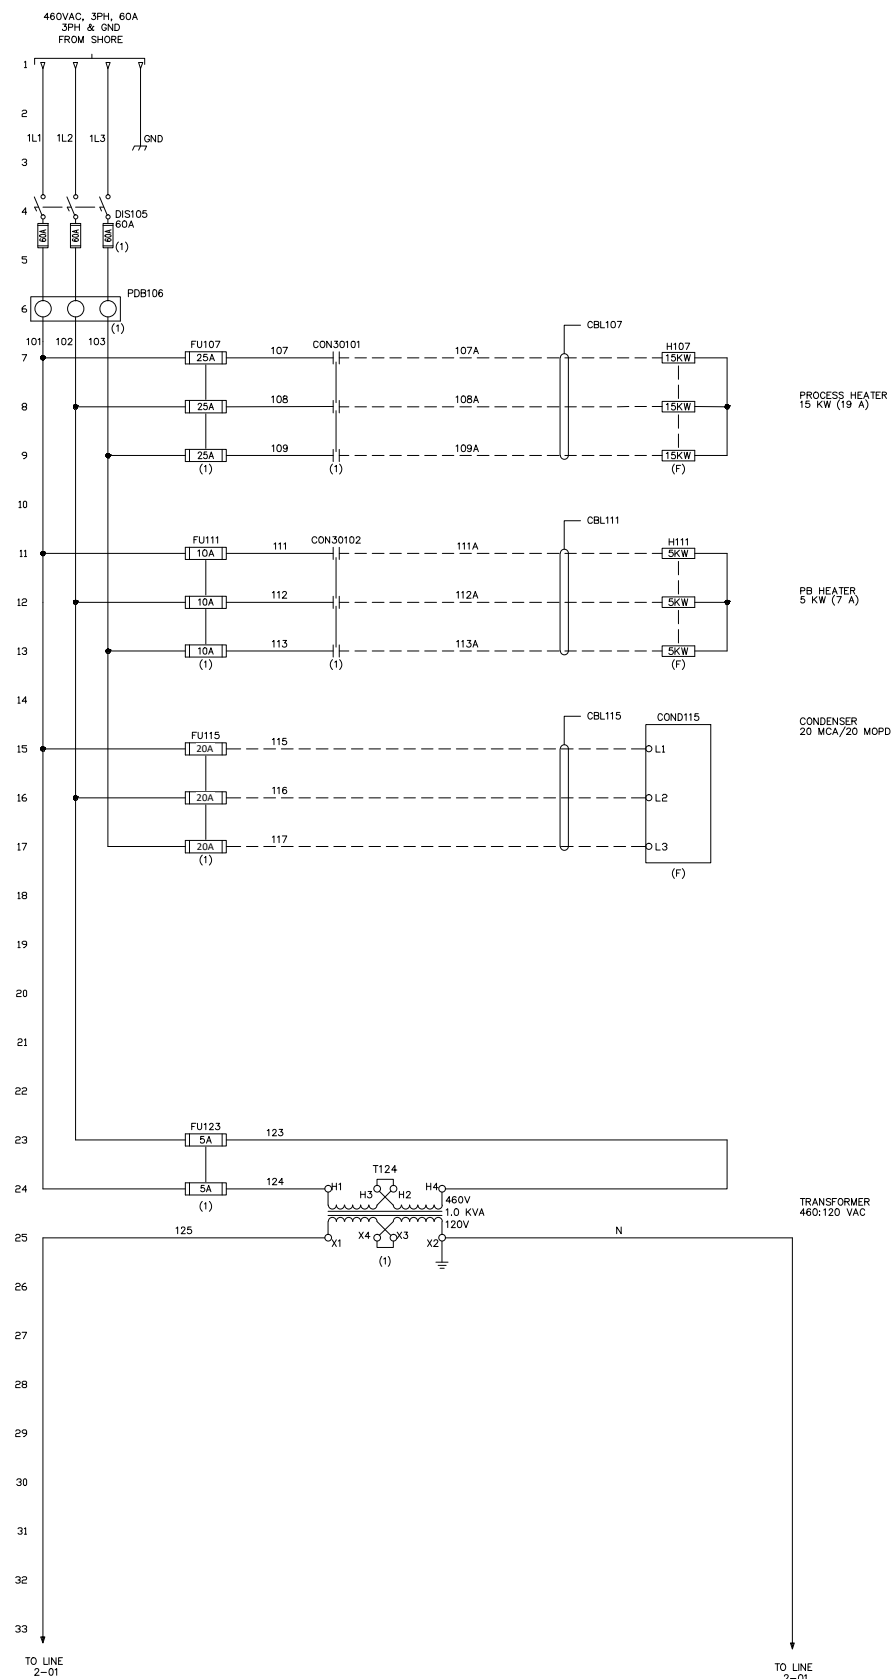 460VAC, 3PH, 60A
3PH & GND
FROM SHORE
1
2
1L1 1L2 1L3 GND
3
4
DIS105
60A
60A 60A 60A
(1)
5
PDB106
6
(1)
101 102 103
CBL107
FU107 CON30101 H107
7 25A 107 107A 15KW
PROCESS HEATER
15 KW (19 A)
8 25A 108 108A 15KW
9 25A 109 109A 15KW
(1) (1) (F)
10
CBL111
FU111 CON30102 H111
11 10A 111 111A 5KW
PB HEATER
5 KW (7 A)
12 10A 112 112A 5KW
13 10A 113 113A 5KW
(1) (1) (F)
14
CBL115 COND115
CONDENSER
20 MCA/20 MOPD
FU115
15 20A 115 L1
16 20A 116 L2
17 20A 117 L3
(1) (F)
18
19
20
21
22
FU123
23 5A 123
T124
24 5A 124 H1 H3 H2 H4
(1)
460V
1.0 KVA
120V
TRANSFORMER
460:120 VAC
25 125 X1 X4 X3 X2 N
(1)
26
27
28
29
30
31
32
33
TO LINE
2-01
TO LINE
2-01